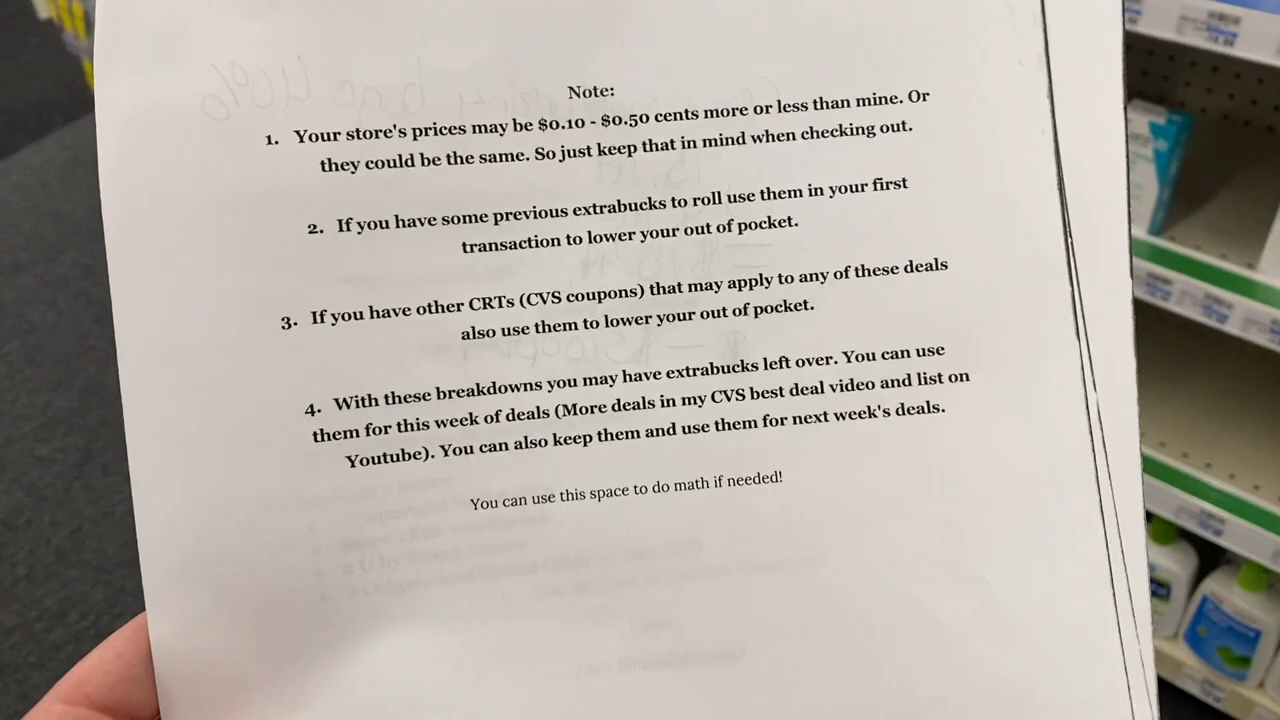 Note:
1. Your store's prices may be $0.10 - $0.50 cents more or less than mine. Or
they could be the same. So just keep that in mind when checking out.
2. If you have some previous extrabucks to roll use them in your first
transaction to lower your out of pocket.
3. If you have other CRTs (CVS coupons) that may apply to any of these deals
also use them to lower your out of pocket.
4. With these breakdowns you may have extrabucks left over. You can use
them for this week of deals (More deals in my CVS best deal video and list on
Youtube). You can also keep them and use them for next week's deals.
You can use this space to do math if needed!